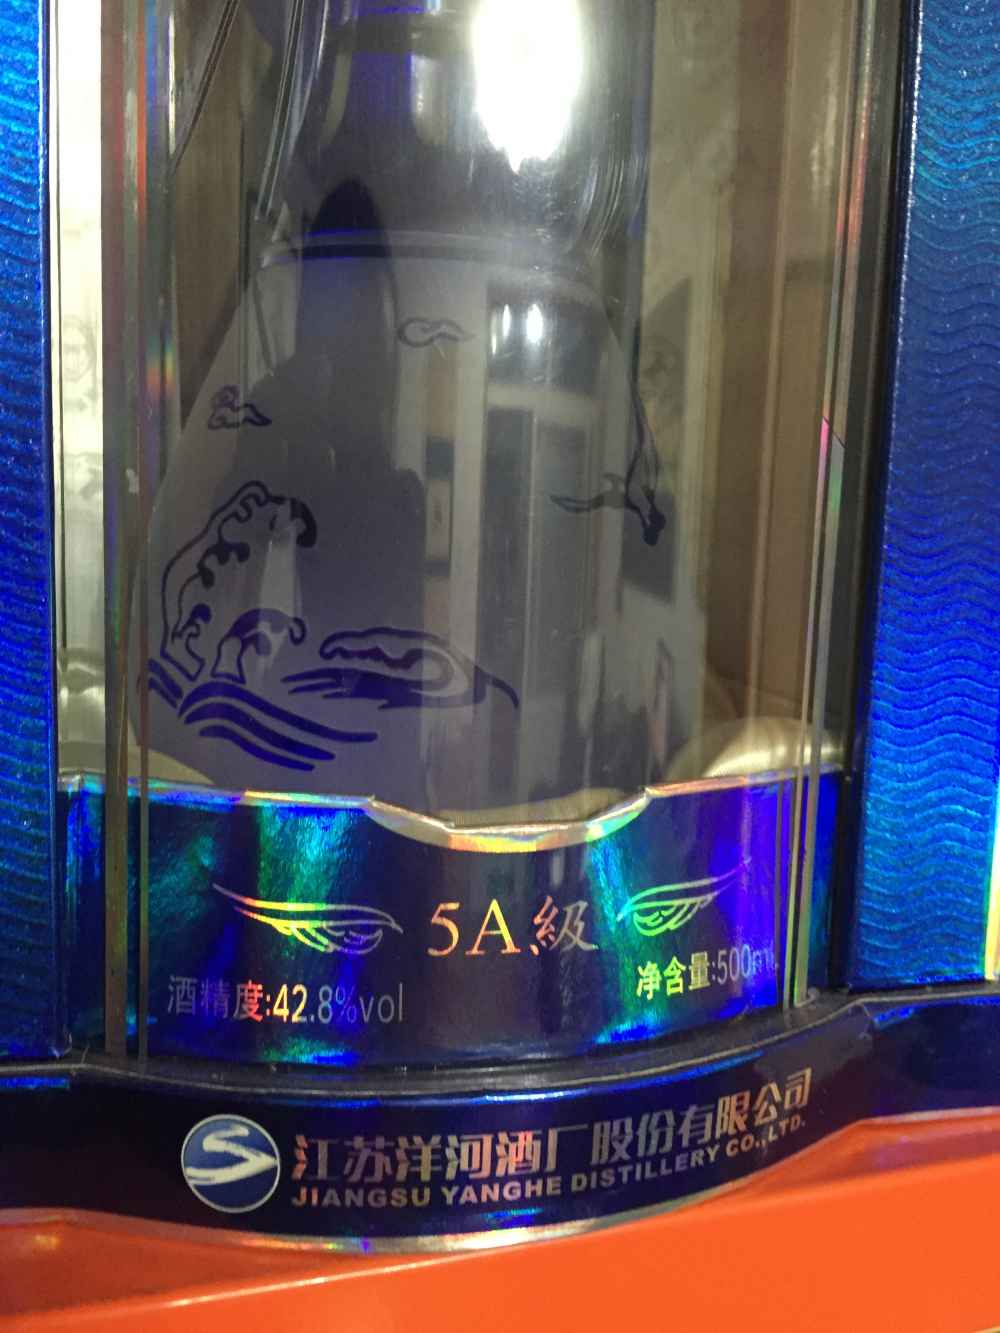 5A級
酒精度:42.8%vol
净含量:500ml
江苏洋河酒厂股份有限公司
JIANGSU YANGHE DISTILLERY CO.,LTD.